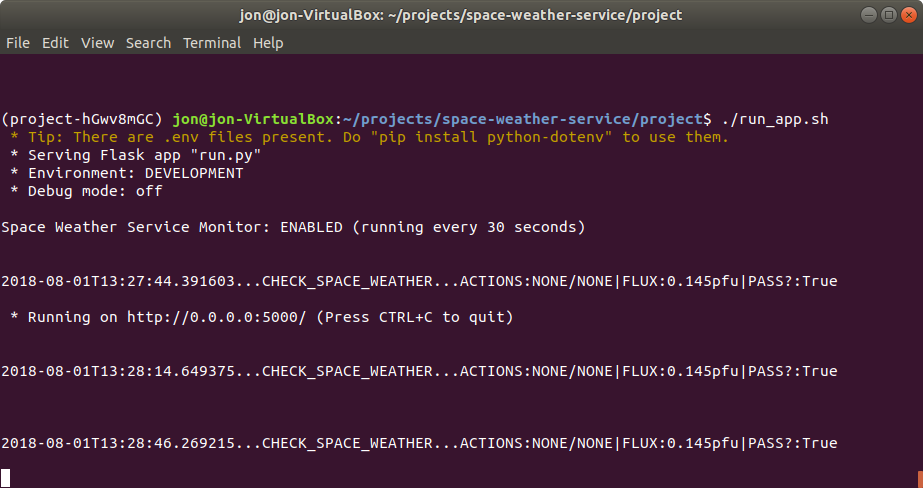 jon@jon-VirtualBox: ~/projects/space-weather-service/project
File Edit View Search Terminal Help
(project-hGwv8mGC) jon@jon-VirtualBox:~/projects/space-weather-service/project$ ./run_app.sh
 * Tip: There are .env files present. Do "pip install python-dotenv" to use them.
 * Serving Flask app "run.py"
 * Environment: DEVELOPMENT
 * Debug mode: off
Space Weather Service Monitor: ENABLED (running every 30 seconds)
2018-08-01T13:27:44.391603...CHECK_SPACE_WEATHER...ACTIONS:NONE/NONE|FLUX:0.145pfu|PASS?:True
 * Running on http://0.0.0.0:5000/ (Press CTRL+C to quit)
2018-08-01T13:28:14.649375...CHECK_SPACE_WEATHER...ACTIONS:NONE/NONE|FLUX:0.145pfu|PASS?:True
2018-08-01T13:28:46.269215...CHECK_SPACE_WEATHER...ACTIONS:NONE/NONE|FLUX:0.145pfu|PASS?:True